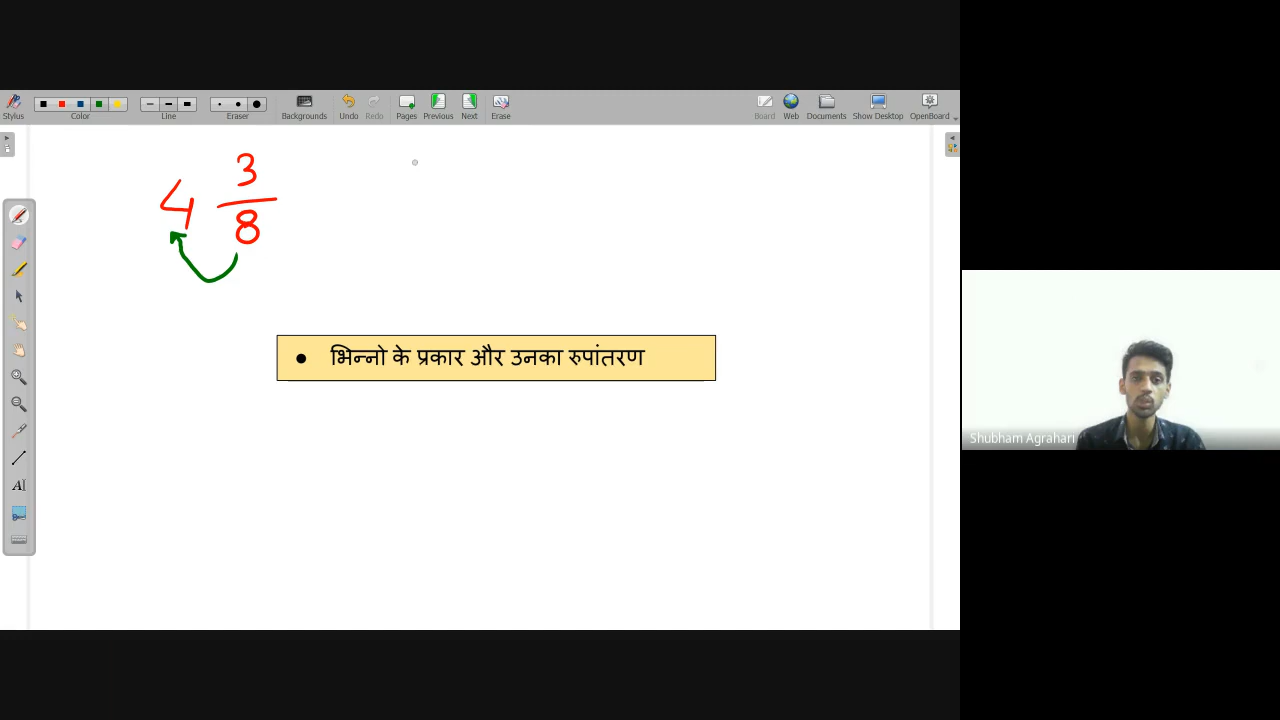 Stylus Color Line Eraser Backgrounds Undo Redo Pages Previous Next Erase Board Web Documents Show Desktop OpenBoard
4 3/8
● भिन्नो के प्रकार और उनका रुपांतरण
Shubham Agrahari